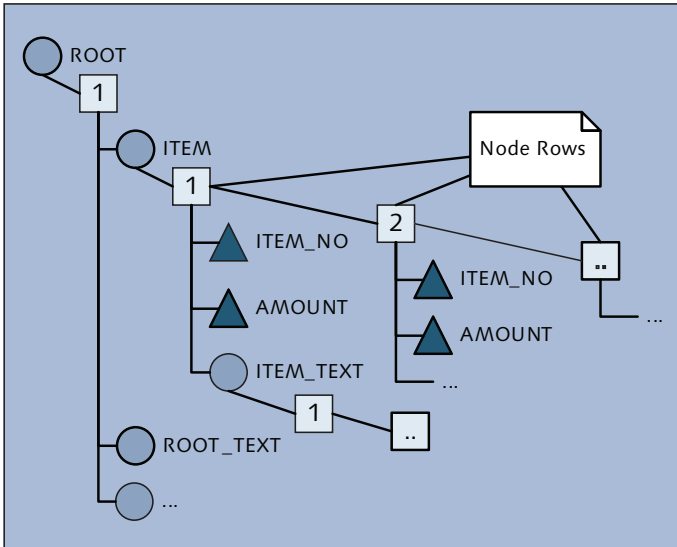 ROOT
1
ITEM
Node Rows
1
2
ITEM_NO
..
ITEM_NO
AMOUNT
...
AMOUNT
ITEM_TEXT
...
1
..
ROOT_TEXT
...